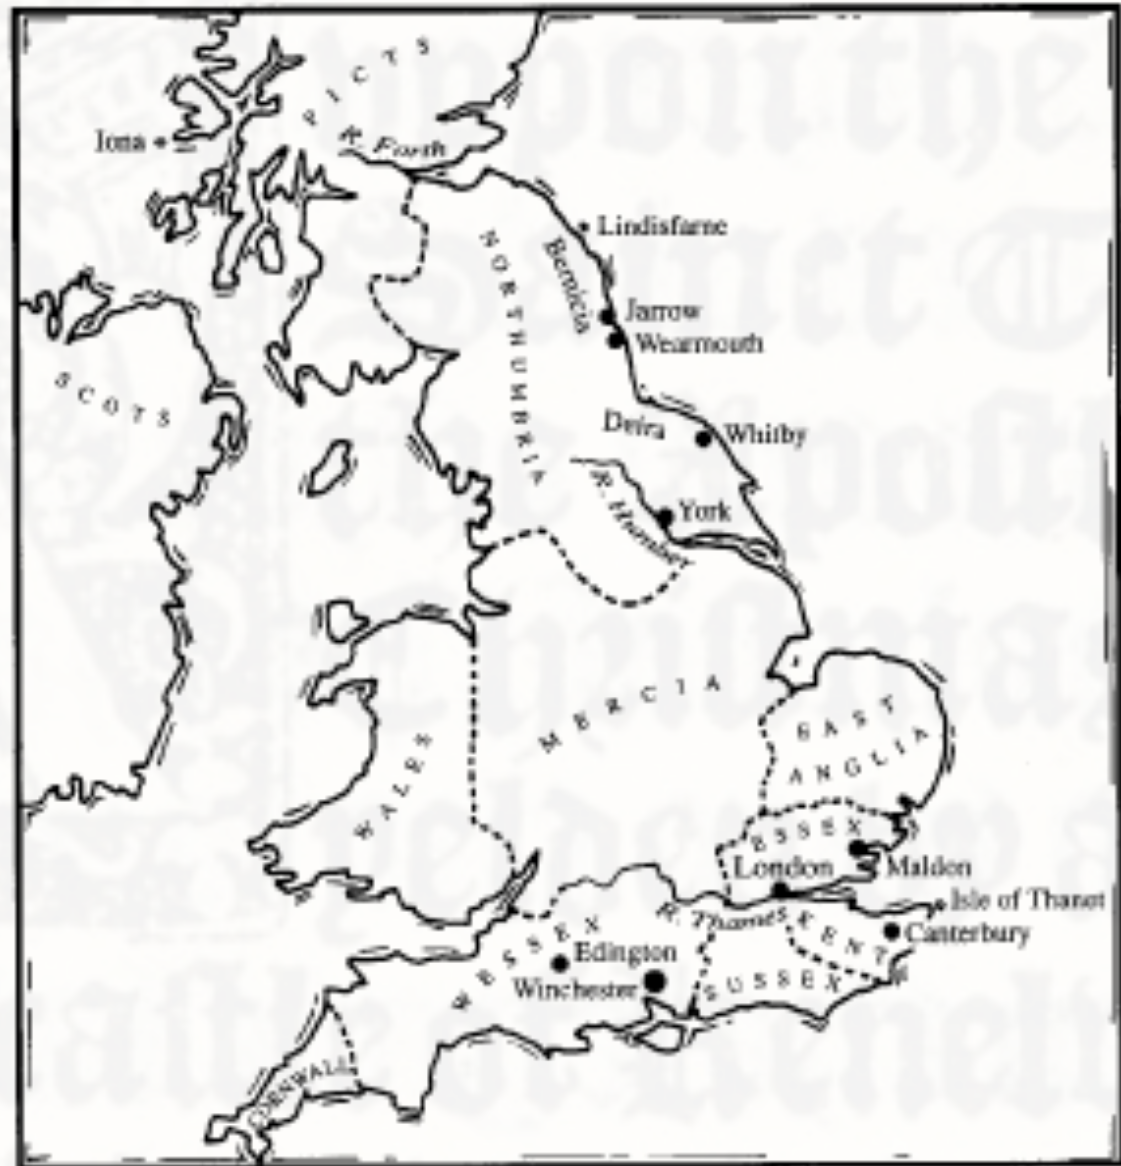 PICTS
R. Forth
Iona
Lindisfarne
NORTHUMBRIA
Bernicia
Jarrow
Wearmouth
SCOTS
Deira
Whitby
R. Humber
York
MERCIA
EAST
ANGLIA
WALES
ESSEX
London
Maldon
Isle of Thanet
R. Thames
KENT
Canterbury
WESSEX
Edington
Winchester
SUSSEX
CORNWALL